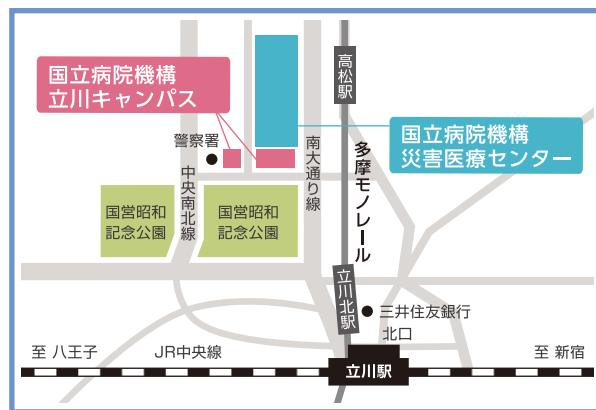 国立病院機構
立川キャンパス
高松駅
国立病院機構
災害医療センター
警察署
中央南北線
南大通り線
多摩モノレール
国営昭和
記念公園
国営昭和
記念公園
立川北駅
三井住友銀行
北口
至 八王子
JR中央線
立川駅
至 新宿